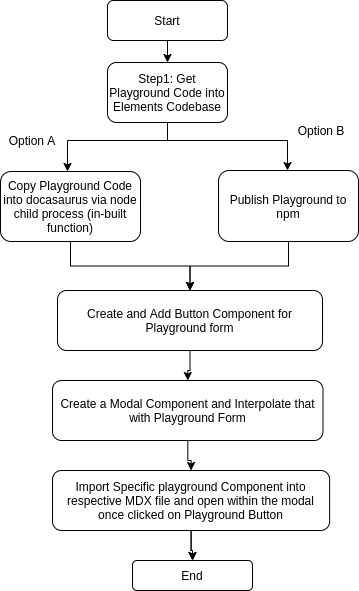 Start
Step1: Get
Playground Code into
Elements Codebase
Option A
Option B
Copy Playground Code
into docasaurus via node
child process (in-built
function)
Publish Playground to
npm
Create and Add Button Component for
Playground form
Create a Modal Component and Interpolate that
with Playground Form
Import Specific playground Component into
respective MDX file and open within the modal
once clicked on Playground Button
End